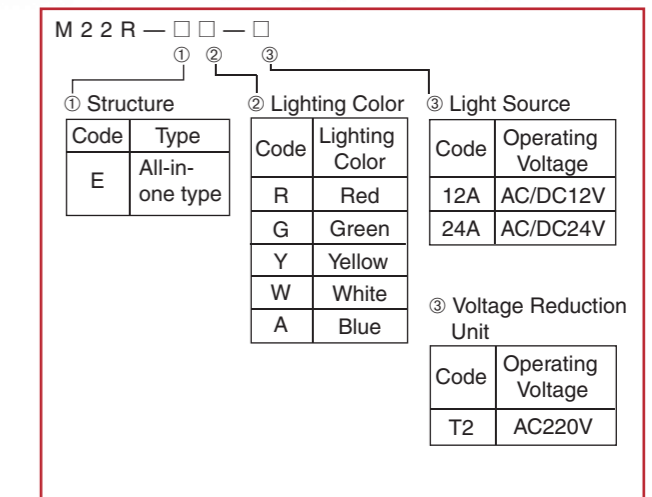 M 2 2 R — □ □ — □
① ② ③
① Structure
Code Type
E All-in-
one type
② Lighting Color
Code Lighting
Color
R Red
G Green
Y Yellow
W White
A Blue
③ Light Source
Code Operating
Voltage
12A AC/DC12V
24A AC/DC24V
③ Voltage Reduction
Unit
Code Operating
Voltage
T2 AC220V